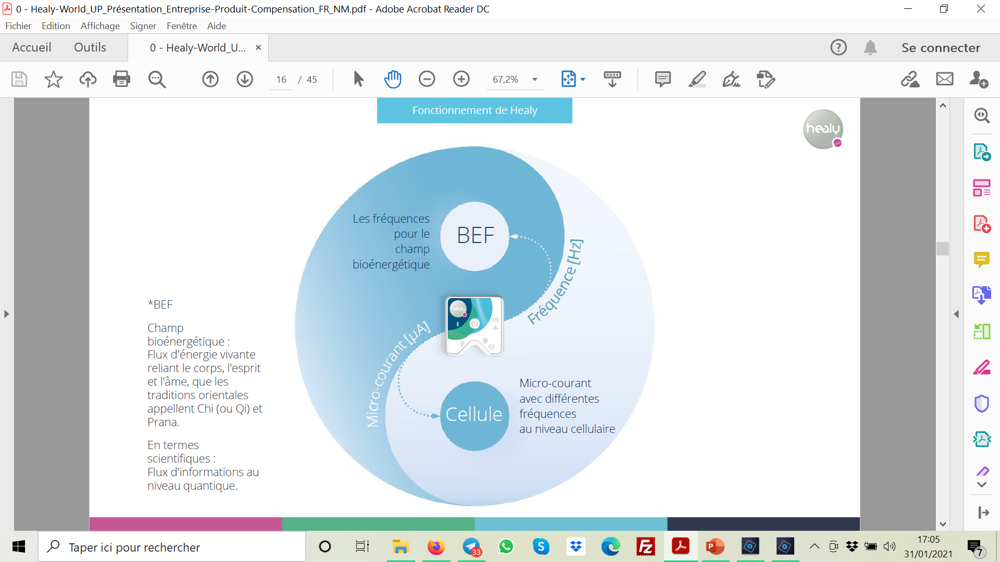 0 - Healy-World_UP_Présentation_Entreprise-Produit-Compensation_FR_NM.pdf - Adobe Acrobat Reader DC
Fichier Edition Affichage Signer Fenêtre Aide
Accueil Outils 0 - Healy-World_U... × Se connecter
16 / 45 67,2%
Fonctionnement de Healy
healy
Les fréquences
pour le
champ
bioénergétique
BEF
Fréquence [Hz]
healy
Micro-courant [µA]
Cellule
Micro-courant
avec différentes
fréquences
au niveau cellulaire
*BEF
Champ
bioénergétique :
Flux d'énergie vivante
reliant le corps, l'esprit
et l'âme, que les
traditions orientales
appellent Chi (ou Qi) et
Prana.
En termes
scientifiques :
Flux d'informations au
niveau quantique.
Taper ici pour rechercher
33
17:05
31/01/2021
7